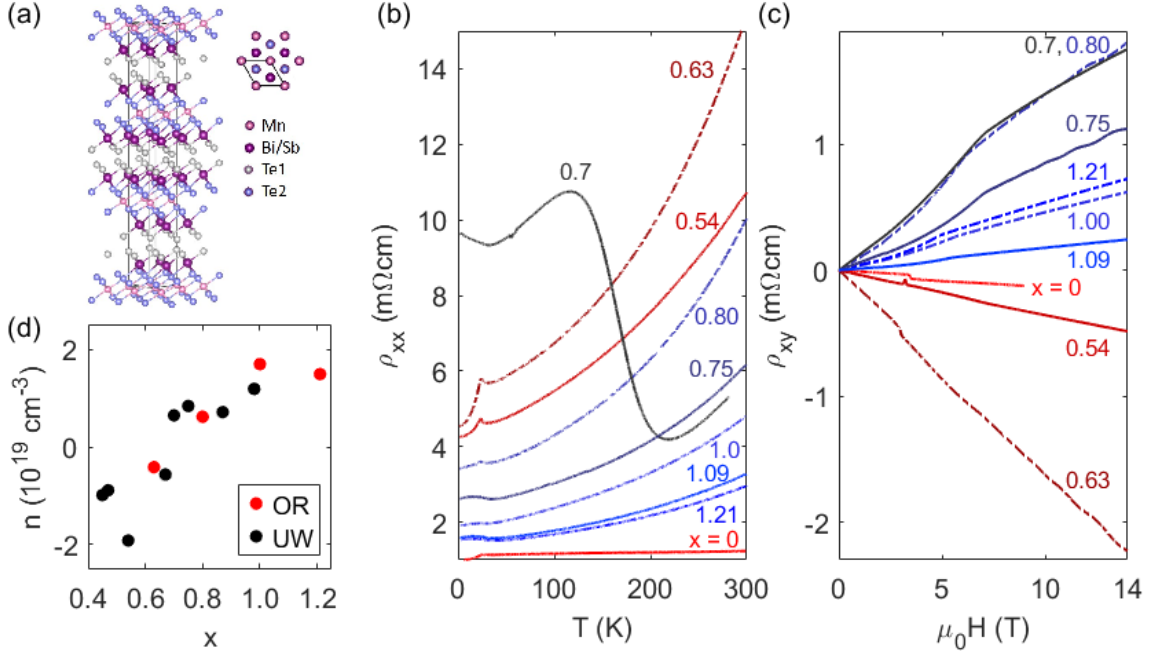 (a)
Mn
Bi/Sb
Te1
Te2
(b)
ρxx (mΩcm)
14
12
10
8
6
4
2
0
100
200
300
T (K)
0.63
0.7
0.54
0.80
0.75
1.0
1.09
1.21
x = 0
(c)
ρxy (mΩcm)
1
0
-1
-2
0
5
10
14
μ0H (T)
0.7, 0.80
0.75
1.21
1.00
1.09
x = 0
0.54
0.63
(d)
n (10^19 cm^-3)
2
0
-2
0.4
0.6
0.8
1.0
1.2
x
OR
UW